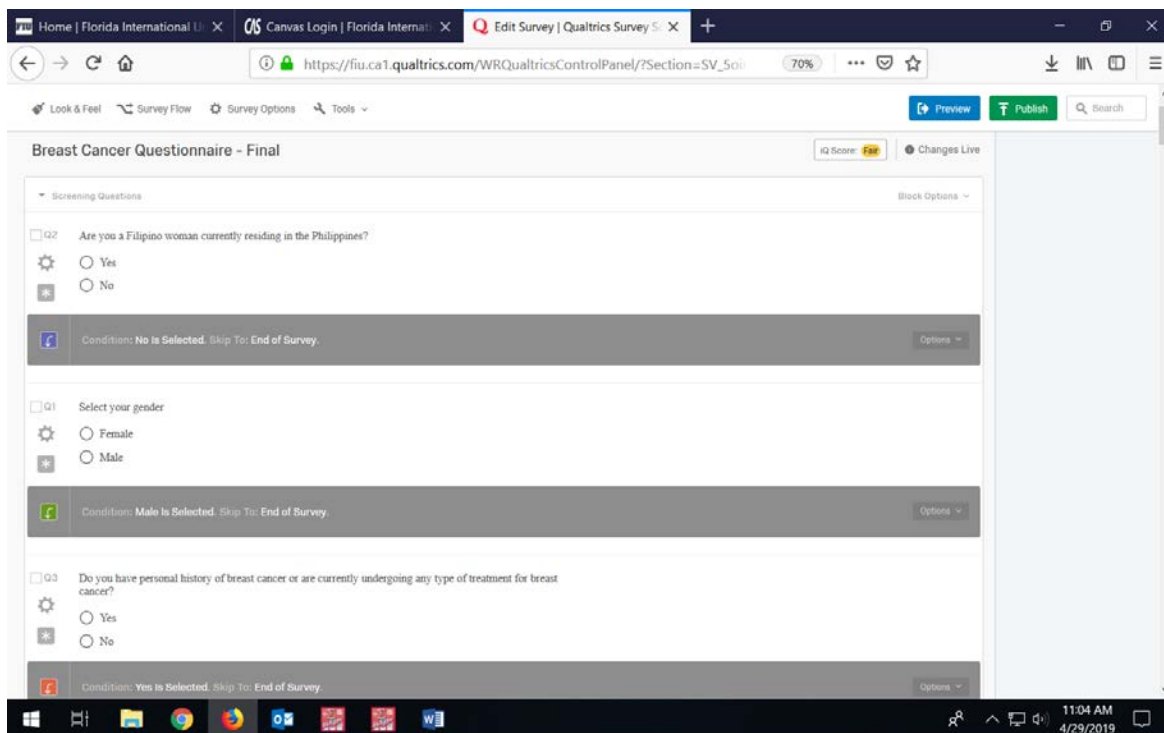 FIU Home | Florida International U
CAS Canvas Login | Florida Internati
Q Edit Survey | Qualtrics Survey S
https://fiu.ca1.qualtrics.com/WRQualtricsControlPanel/?Section=SV_5oi
70%
Look & Feel Survey Flow Survey Options Tools
Preview Publish Search
Breast Cancer Questionnaire - Final
iQ Score: Fair Changes Live
Screening Questions Block Options
Q2 Are you a Filipino woman currently residing in the Philippines?
Yes
No
Condition: No Is Selected. Skip To: End of Survey. Options
Q1 Select your gender
Female
Male
Condition: Male Is Selected. Skip To: End of Survey. Options
Q3 Do you have personal history of breast cancer or are currently undergoing any type of treatment for breast
cancer?
Yes
No
Condition: Yes Is Selected. Skip To: End of Survey. Options
11:04 AM
4/29/2019